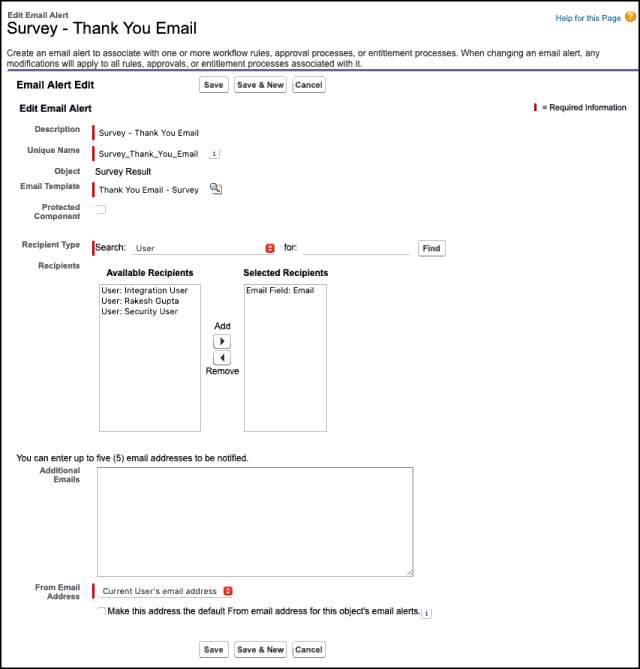 Edit Email Alert
Survey - Thank You Email
Help for this Page
Create an email alert to associate with one or more workflow rules, approval processes, or entitlement processes. When changing an email alert, any
modifications will apply to all rules, approvals, or entitlement processes associated with it.
Email Alert Edit
Save Save & New Cancel
Edit Email Alert
= Required Information
Description Survey - Thank You Email
Unique Name Survey_Thank_You_Email i
Object Survey Result
Email Template Thank You Email - Survey
Protected
Component
Recipient Type Search: User for: Find
Recipients
Available Recipients Selected Recipients
User: Integration User Email Field: Email
User: Rakesh Gupta
User: Security User
Add
Remove
You can enter up to five (5) email addresses to be notified.
Additional
Emails
From Email
Address Current User's email address
Make this address the default From email address for this object's email alerts. i
Save Save & New Cancel